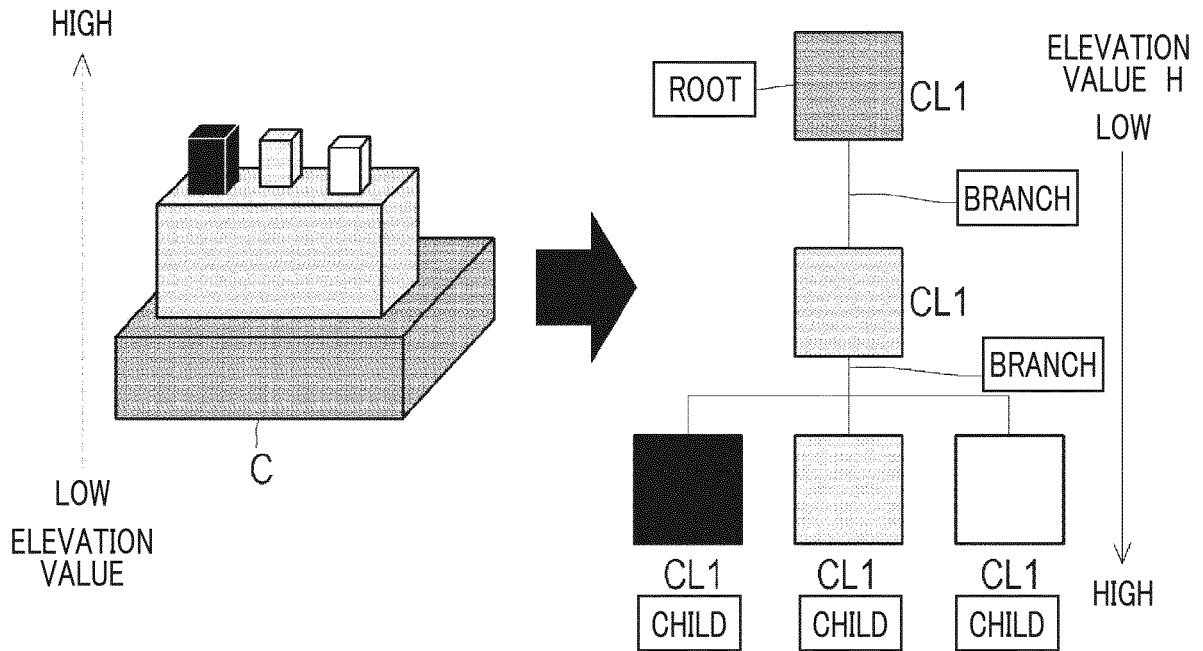 HIGH
LOW
ELEVATION
VALUE
C
ROOT
CL1
BRANCH
CL1
BRANCH
CL1
CL1
CL1
CHILD
CHILD
CHILD
ELEVATION
VALUE H
LOW
HIGH